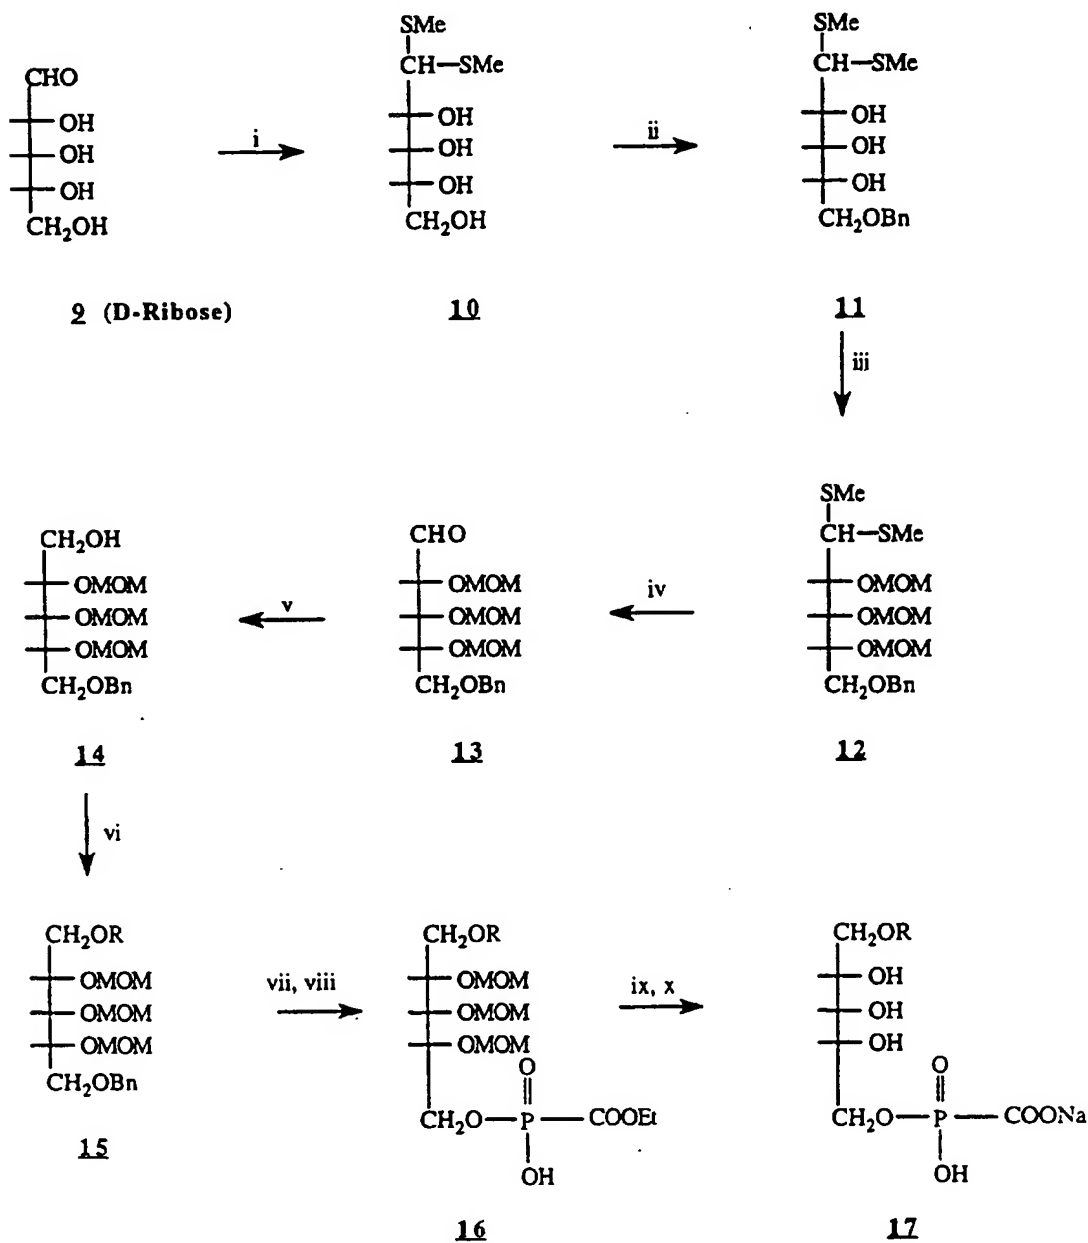 CHO
OH
OH
OH
CH2OH
9 (D-Ribose)
i
SMe
CH—SMe
OH
OH
OH
CH2OH
10
ii
SMe
CH—SMe
OH
OH
OH
CH2OBn
11
iii
CH2OH
OMOM
OMOM
OMOM
CH2OBn
14
v
CHO
OMOM
OMOM
OMOM
CH2OBn
13
iv
SMe
CH—SMe
OMOM
OMOM
OMOM
CH2OBn
12
vi
CH2OR
OMOM
OMOM
OMOM
CH2OBn
15
vii, viii
CH2OR
OMOM
OMOM
OMOM
O
CH2O—P—COOEt
OH
16
ix, x
CH2OR
OH
OH
OH
O
CH2O—P—COONa
OH
17